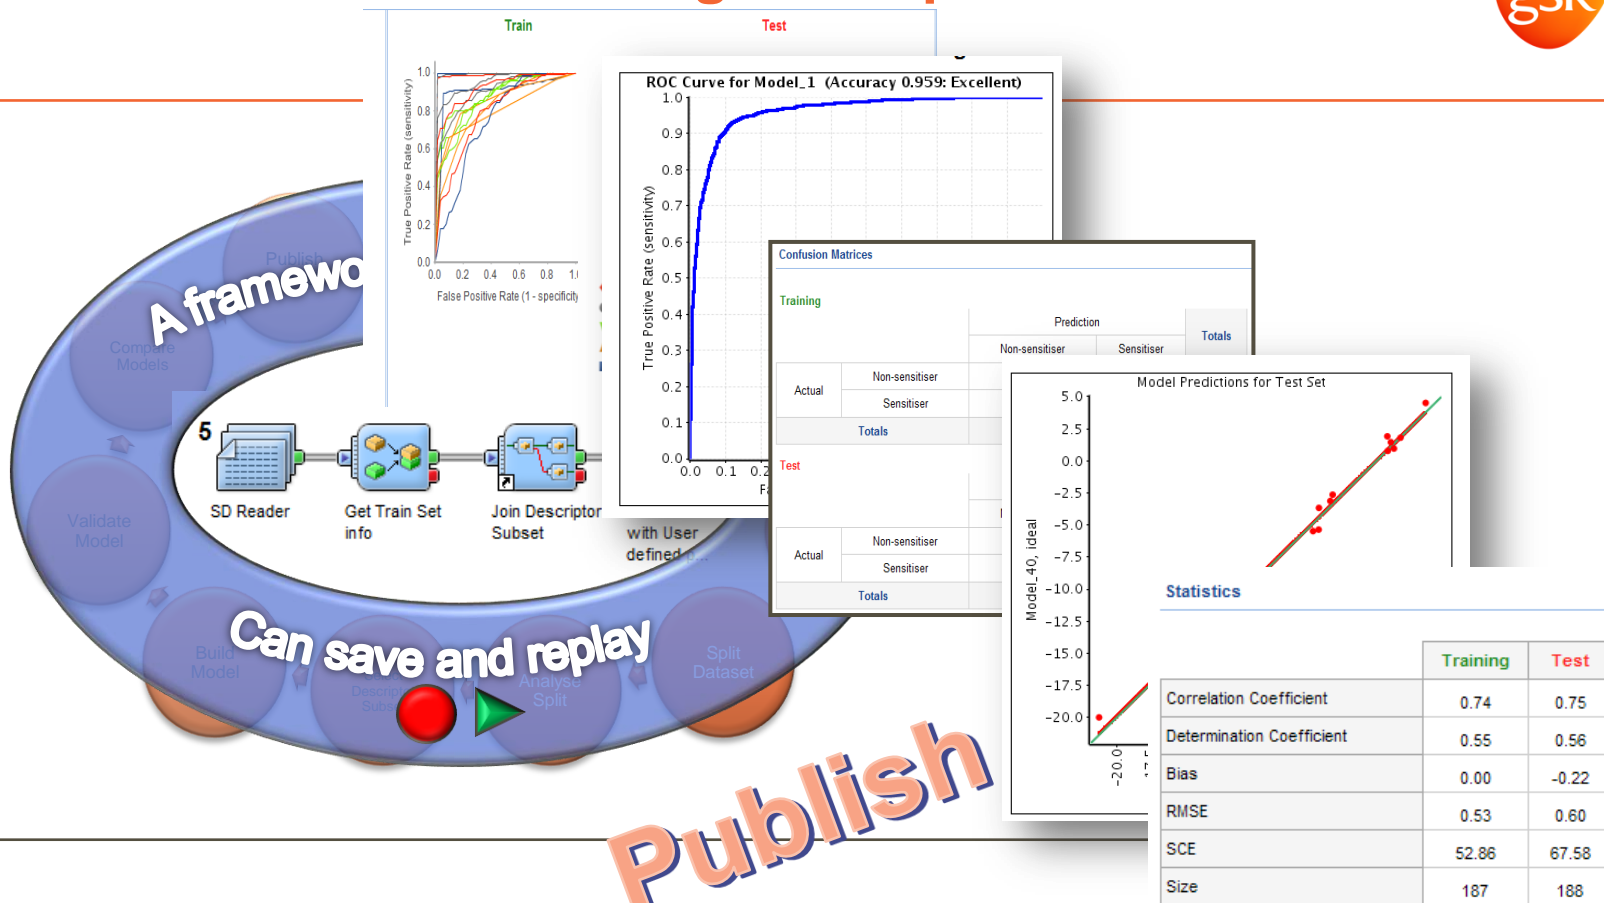 gsk
Train
Test
True Positive Rate (sensitivity)
1.0
0.8
0.6
0.4
0.2
0.0
0.0 0.2 0.4 0.6 0.8
False Positive Rate (1 - specificity
ROC Curve for Model_1 (Accuracy 0.959: Excellent)
True Positive Rate (sensitivity)
1.0
0.9
0.8
0.7
0.6
0.5
0.4
0.3
0.2
0.1
0.0
0.0 0.1
Confusion Matrices
Training
Prediction
Totals
Non-sensitiser Sensitiser
Actual
Non-sensitiser
Sensitiser
Totals
Test
Actual
Non-sensitiser
Sensitiser
Totals
Model Predictions for Test Set
Model_40, ideal
5.0
2.5
0.0
-2.5
-5.0
-7.5
-10.0
-12.5
-15.0
-17.5
-20.0
-20.0
Statistics
Training Test
Correlation Coefficient 0.74 0.75
Determination Coefficient 0.55 0.56
Bias 0.00 -0.22
RMSE 0.53 0.60
SCE 52.86 67.58
Size 187 188
Publish
A
Compare
Models
Validate
Model
Build
Model
Analyse
Split
Split
Dataset
5
SD Reader
Get Train Set
info
Join Descriptor
Subset
with User
defined
Can save and replay
Publish